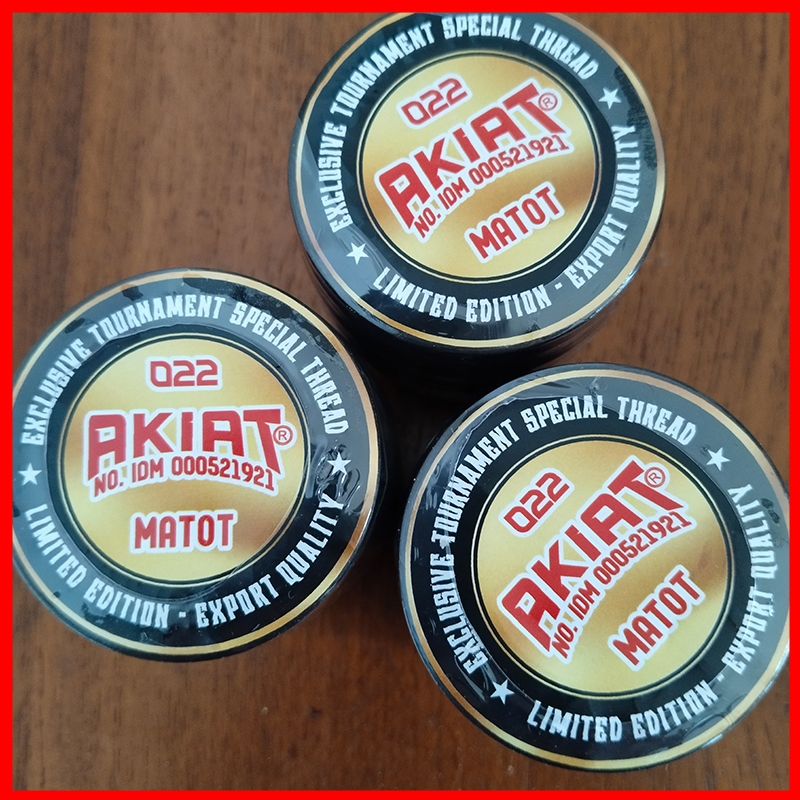 EXCLUSIVE TOURNAMENT SPECIAL THREAD
022
AKIAT®
NO. IDM 000521921
MATOT
LIMITED EDITION - EXPORT QUALITY
EXCLUSIVE TOURNAMENT SPECIAL THREAD
022
AKIAT®
NO. IDM 000521921
MATOT
LIMITED EDITION - EXPORT QUALITY
EXCLUSIVE TOURNAMENT SPECIAL THREAD
022
AKIAT®
NO. IDM 000521921
MATOT
LIMITED EDITION - EXPORT QUALITY